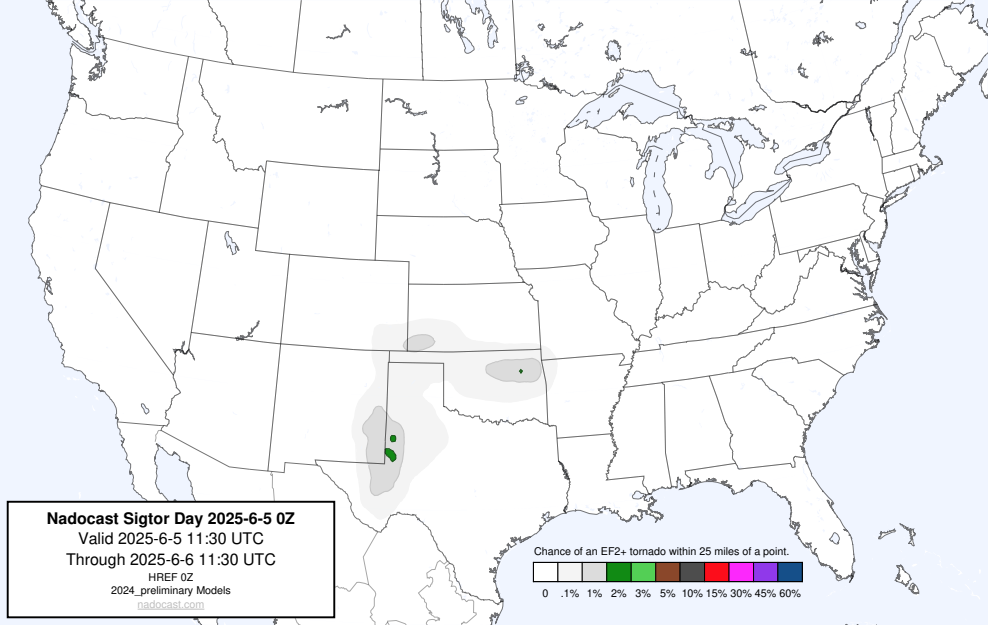 Nadocast Sigtor Day 2025-6-5 0Z
Valid 2025-6-5 11:30 UTC
Through 2025-6-6 11:30 UTC
HREF 0Z
2024_preliminary Models
nadocast.com
Chance of an EF2+ tornado within 25 miles of a point.
0 .1% 1% 2% 3% 5% 10% 15% 30% 45% 60%